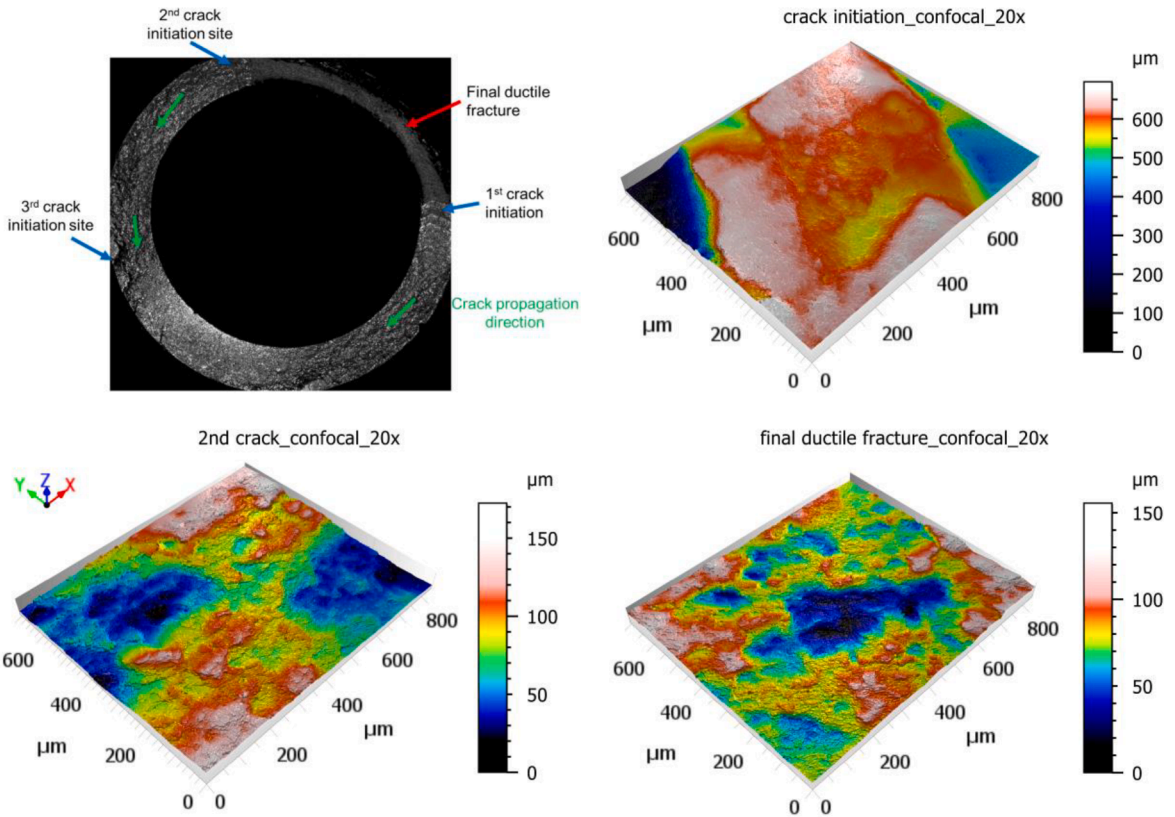 2nd crack
initiation site
Final ductile
fracture
1st crack
initiation
3rd crack
initiation site
Crack propagation
direction
crack initiation_confocal_20x
µm
600
500
400
300
200
100
0
600
400
200
0
µm
0
200
400
600
800
µm
2nd crack_confocal_20x
Y Z X
µm
150
100
50
0
600
400
200
0
µm
0
200
400
600
800
µm
final ductile fracture_confocal_20x
µm
150
100
50
0
600
400
200
0
µm
0
200
400
600
800
µm